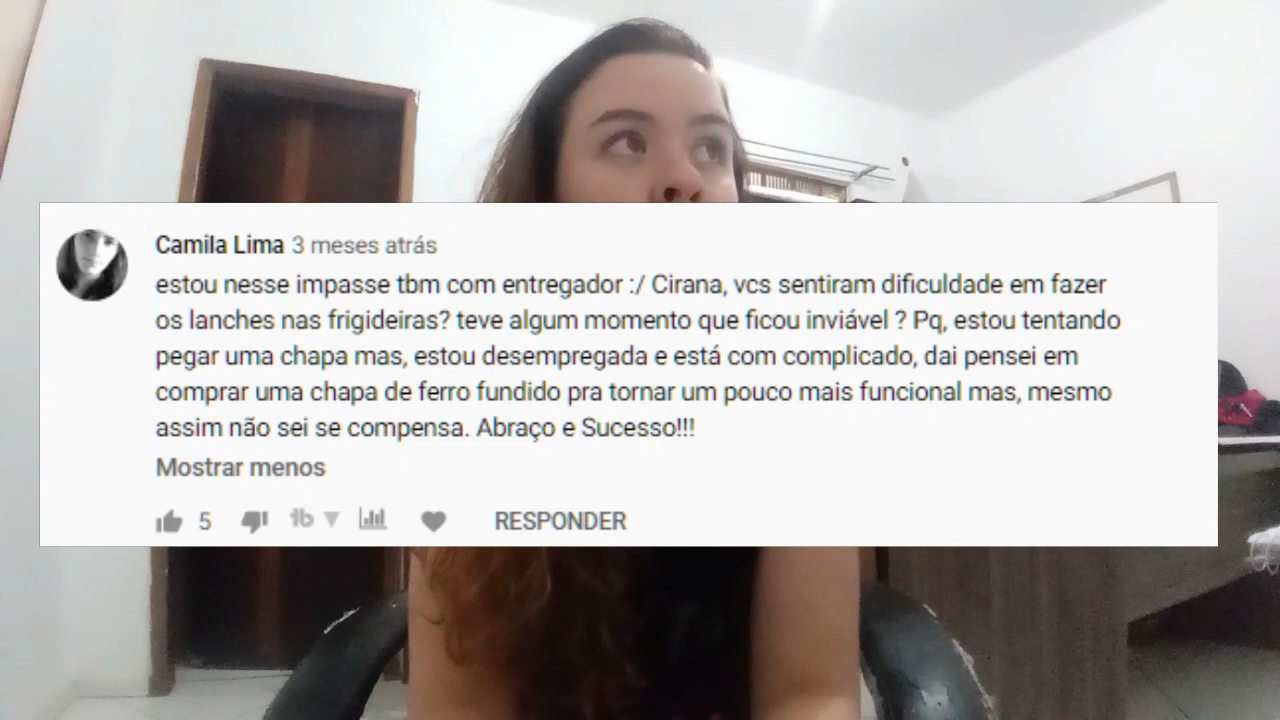 Camila Lima 3 meses atrás
estou nesse impasse tbm com entregador :/ Cirana, vcs sentiram dificuldade em fazer
os lanches nas frigideiras? teve algum momento que ficou inviável ? Pq, estou tentando
pegar uma chapa mas, estou desempregada e está com complicado, dai pensei em
comprar uma chapa de ferro fundido pra tornar um pouco mais funcional mas, mesmo
assim não sei se compensa. Abraço e Sucesso!!!
Mostrar menos
5 tb RESPONDER